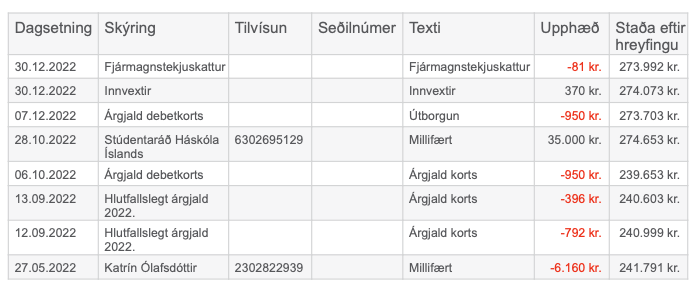 Dagsetning Skýring Tilvísun Seðilnúmer Texti Upphæð Staða eftir
hreyfingu
30.12.2022 Fjármagnstekjuskattur Fjármagnstekjuskattur -81 kr. 273.992 kr.
30.12.2022 Innvextir Innvextir 370 kr. 274.073 kr.
07.12.2022 Árgjald debetkorts Útborgun -950 kr. 273.703 kr.
28.10.2022 Stúdentaráð Háskóla 6302695129 Millifært 35.000 kr. 274.653 kr.
Íslands
06.10.2022 Árgjald debetkorts Árgjald korts -950 kr. 239.653 kr.
13.09.2022 Hlutfallslegt árgjald Árgjald korts -396 kr. 240.603 kr.
2022.
12.09.2022 Hlutfallslegt árgjald Árgjald korts -792 kr. 240.999 kr.
2022.
27.05.2022 Katrín Ólafsdóttir 2302822939 Millifært -6.160 kr. 241.791 kr.